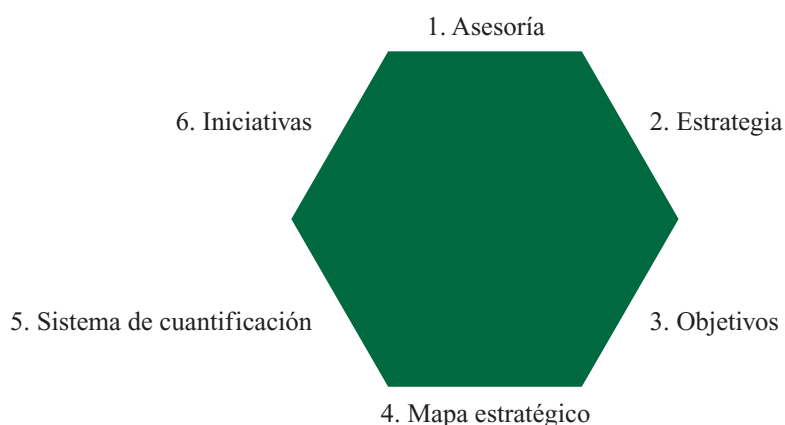 1. Asesoría
6. Iniciativas
2. Estrategia
5. Sistema de cuantificación
3. Objetivos
4. Mapa estratégico